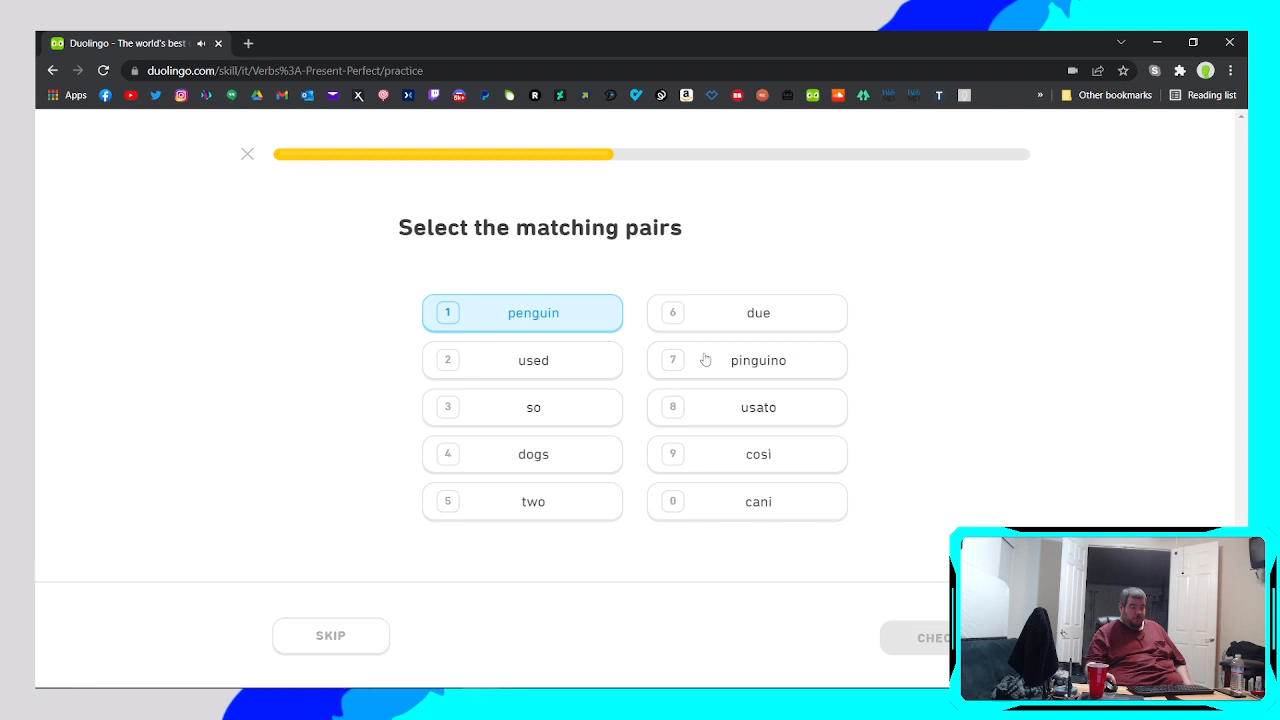 Duolingo - The world's best
duolingo.com/skill/it/Verbs%3A-Present-Perfect/practice
Apps
» Other bookmarks Reading list
Select the matching pairs
1 penguin
6 due
2 used
7 pinguino
3 so
8 usato
4 dogs
9 così
5 two
0 cani
SKIP
CHEC